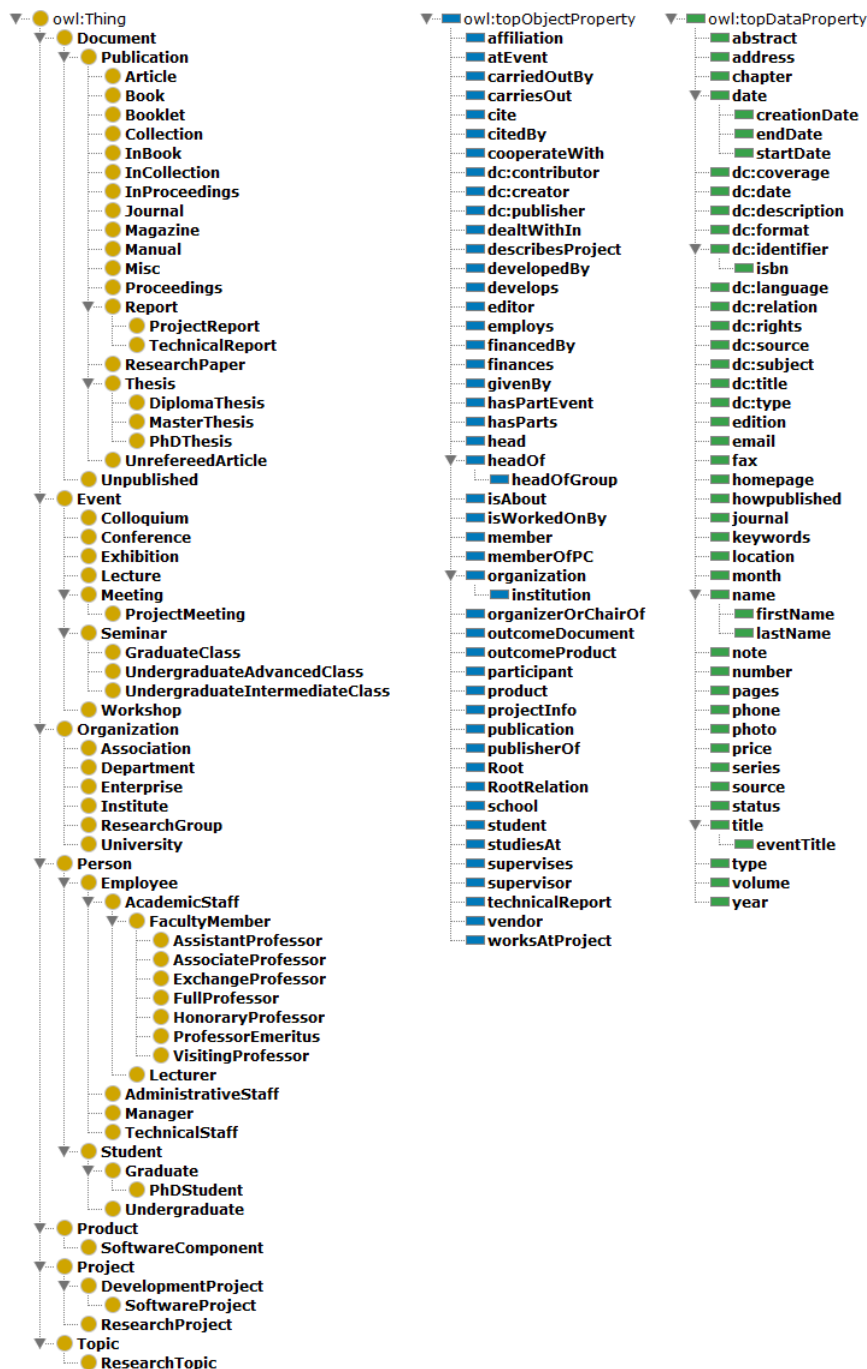 owl:Thing
Document
Publication
Article
Book
Booklet
Collection
InBook
InCollection
InProceedings
Journal
Magazine
Manual
Misc
Proceedings
Report
ProjectReport
TechnicalReport
ResearchPaper
Thesis
DiplomaThesis
MasterThesis
PhDThesis
UnrefereedArticle
Unpublished
Event
Colloquium
Conference
Exhibition
Lecture
Meeting
ProjectMeeting
Seminar
GraduateClass
UndergraduateAdvancedClass
UndergraduateIntermediateClass
Workshop
Organization
Association
Department
Enterprise
Institute
ResearchGroup
University
Person
Employee
AcademicStaff
FacultyMember
AssistantProfessor
AssociateProfessor
ExchangeProfessor
FullProfessor
HonoraryProfessor
ProfessorEmeritus
VisitingProfessor
Lecturer
AdministrativeStaff
Manager
TechnicalStaff
Student
Graduate
PhDStudent
Undergraduate
Product
SoftwareComponent
Project
DevelopmentProject
SoftwareProject
ResearchProject
Topic
ResearchTopic
owl:topObjectProperty
affiliation
atEvent
carriedOutBy
carriesOut
cite
citedBy
cooperateWith
dc:contributor
dc:creator
dc:publisher
dealtWithIn
describesProject
developedBy
develops
editor
employs
financedBy
finances
givenBy
hasPartEvent
hasParts
head
headOf
headOfGroup
isAbout
isWorkedOnBy
member
memberOfPC
organization
institution
organizerOrChairOf
outcomeDocument
outcomeProduct
participant
product
projectInfo
publication
publisherOf
Root
RootRelation
school
student
studiesAt
supervises
supervisor
technicalReport
vendor
worksAtProject
owl:topDataProperty
abstract
address
chapter
date
creationDate
endDate
startDate
dc:coverage
dc:date
dc:description
dc:format
dc:identifier
isbn
dc:language
dc:relation
dc:rights
dc:source
dc:subject
dc:title
dc:type
edition
email
fax
homepage
howpublished
journal
keywords
location
month
name
firstName
lastName
note
number
pages
phone
photo
price
series
source
status
title
eventTitle
type
volume
year